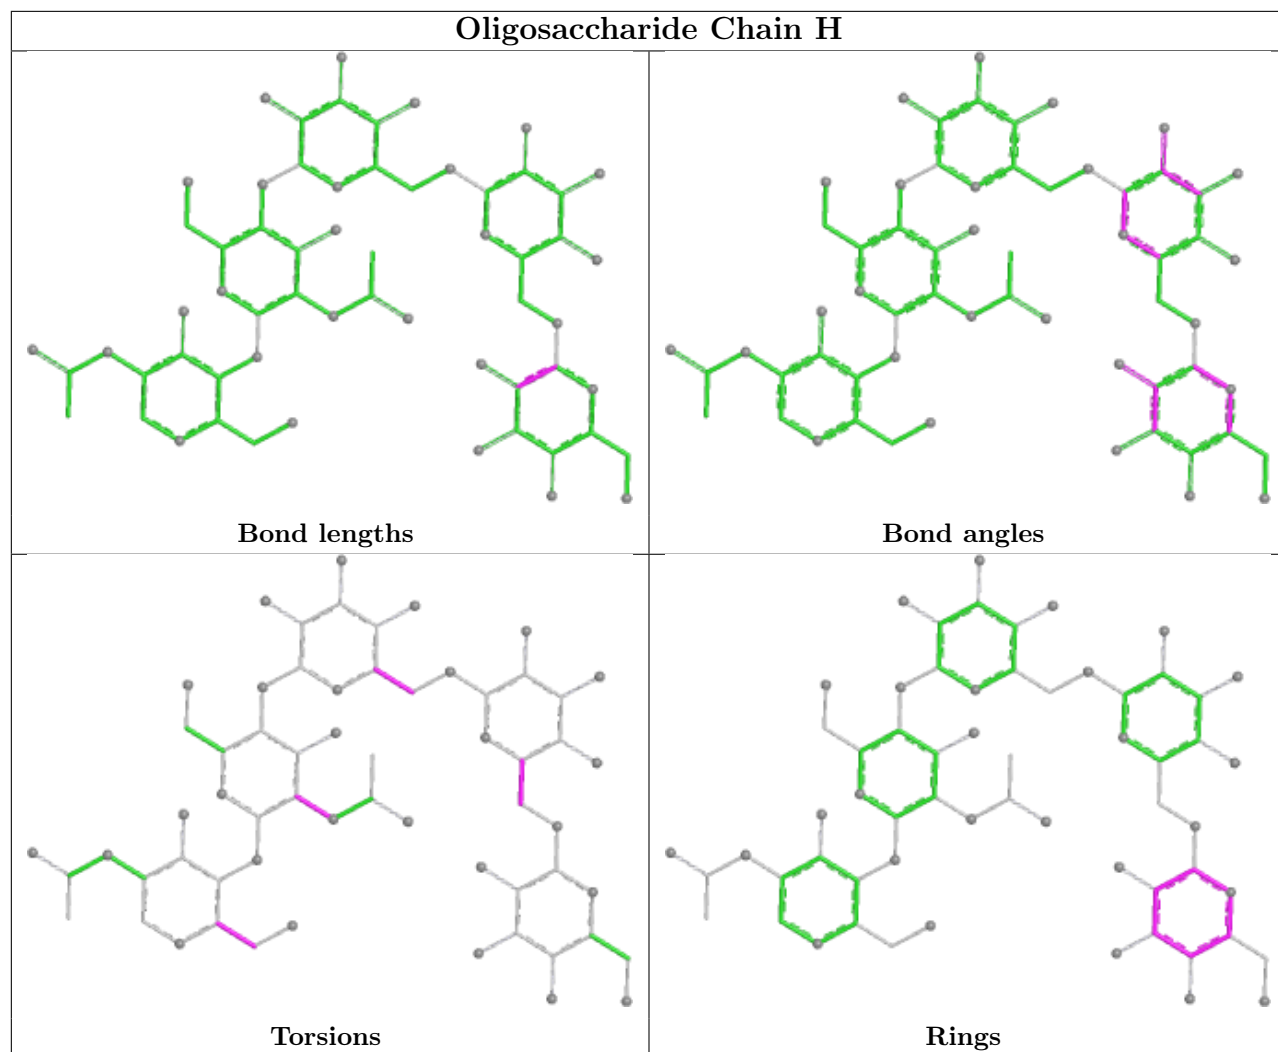 Oligosaccharide Chain H
Bond lengths
Bond angles
Torsions
Rings